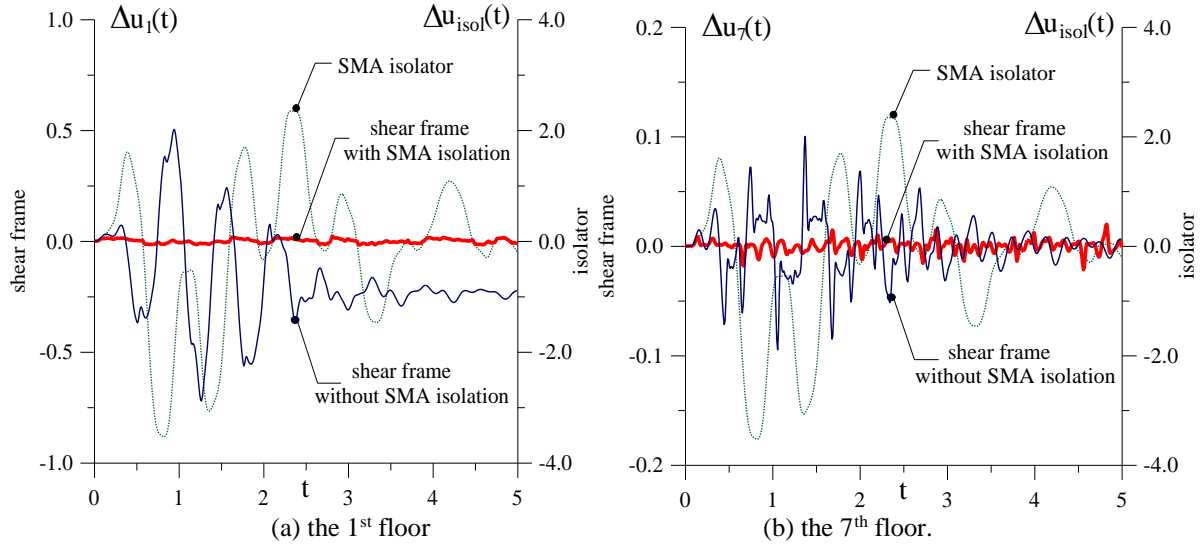 Δu₁(t)
Δu_isol(t)
1.0
0.5
0.0
-0.5
-1.0
shear frame
4.0
2.0
0.0
-2.0
-4.0
isolator
SMA isolator
shear frame
with SMA isolation
shear frame
without SMA isolation
0 1 2 3 4 5
t
(a) the 1st floor
Δu₇(t)
Δu_isol(t)
0.2
0.1
0.0
-0.1
-0.2
shear frame
4.0
2.0
0.0
-2.0
-4.0
isolator
SMA isolator
shear frame
with SMA isolation
shear frame
without SMA isolation
0 1 2 3 4 5
t
(b) the 7th floor.